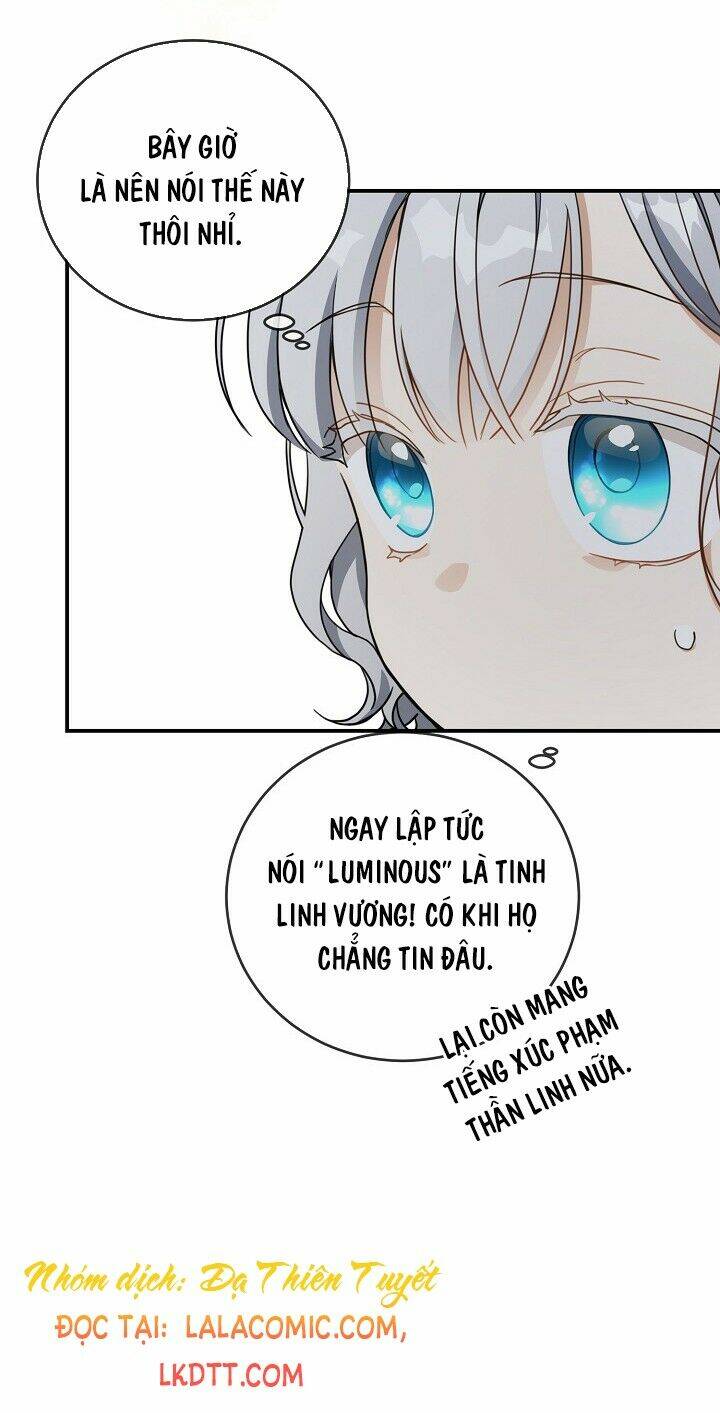 BÂY GIỜ
LÀ NÊN NÓI THẾ NÀY
THÔI NHỈ.
NGAY LẬP TỨC
NÓI “LUMINOUS” LÀ TINH
LINH VƯƠNG! CÓ KHI HỌ
CHẲNG TIN ĐÂU.
LẠI CÒN MANG
TIẾNG XÚC PHẠM
THẦN LINH NỮA.
Nhóm dịch: Dạ Thiên Tuyết
ĐỌC TẠI: LALACOMIC.COM,
LKDTT.COM